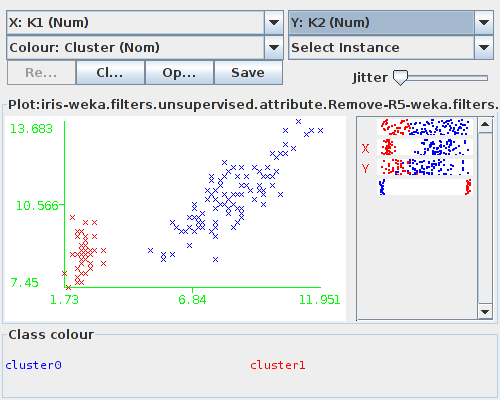 X: K1 (Num)
Y: K2 (Num)
Colour: Cluster (Nom)
Select Instance
Re...
Cl...
Op...
Save
Jitter
Plot:iris-weka.filters.unsupervised.attribute.Remove-R5-weka.filters.
13.683
10.566
7.45
1.73
6.84
11.951
X
Y
Class colour
cluster0
cluster1